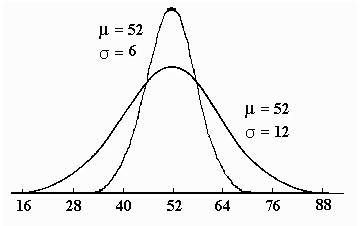 μ = 52
σ = 6
μ = 52
σ = 12
16 28 40 52 64 76 88